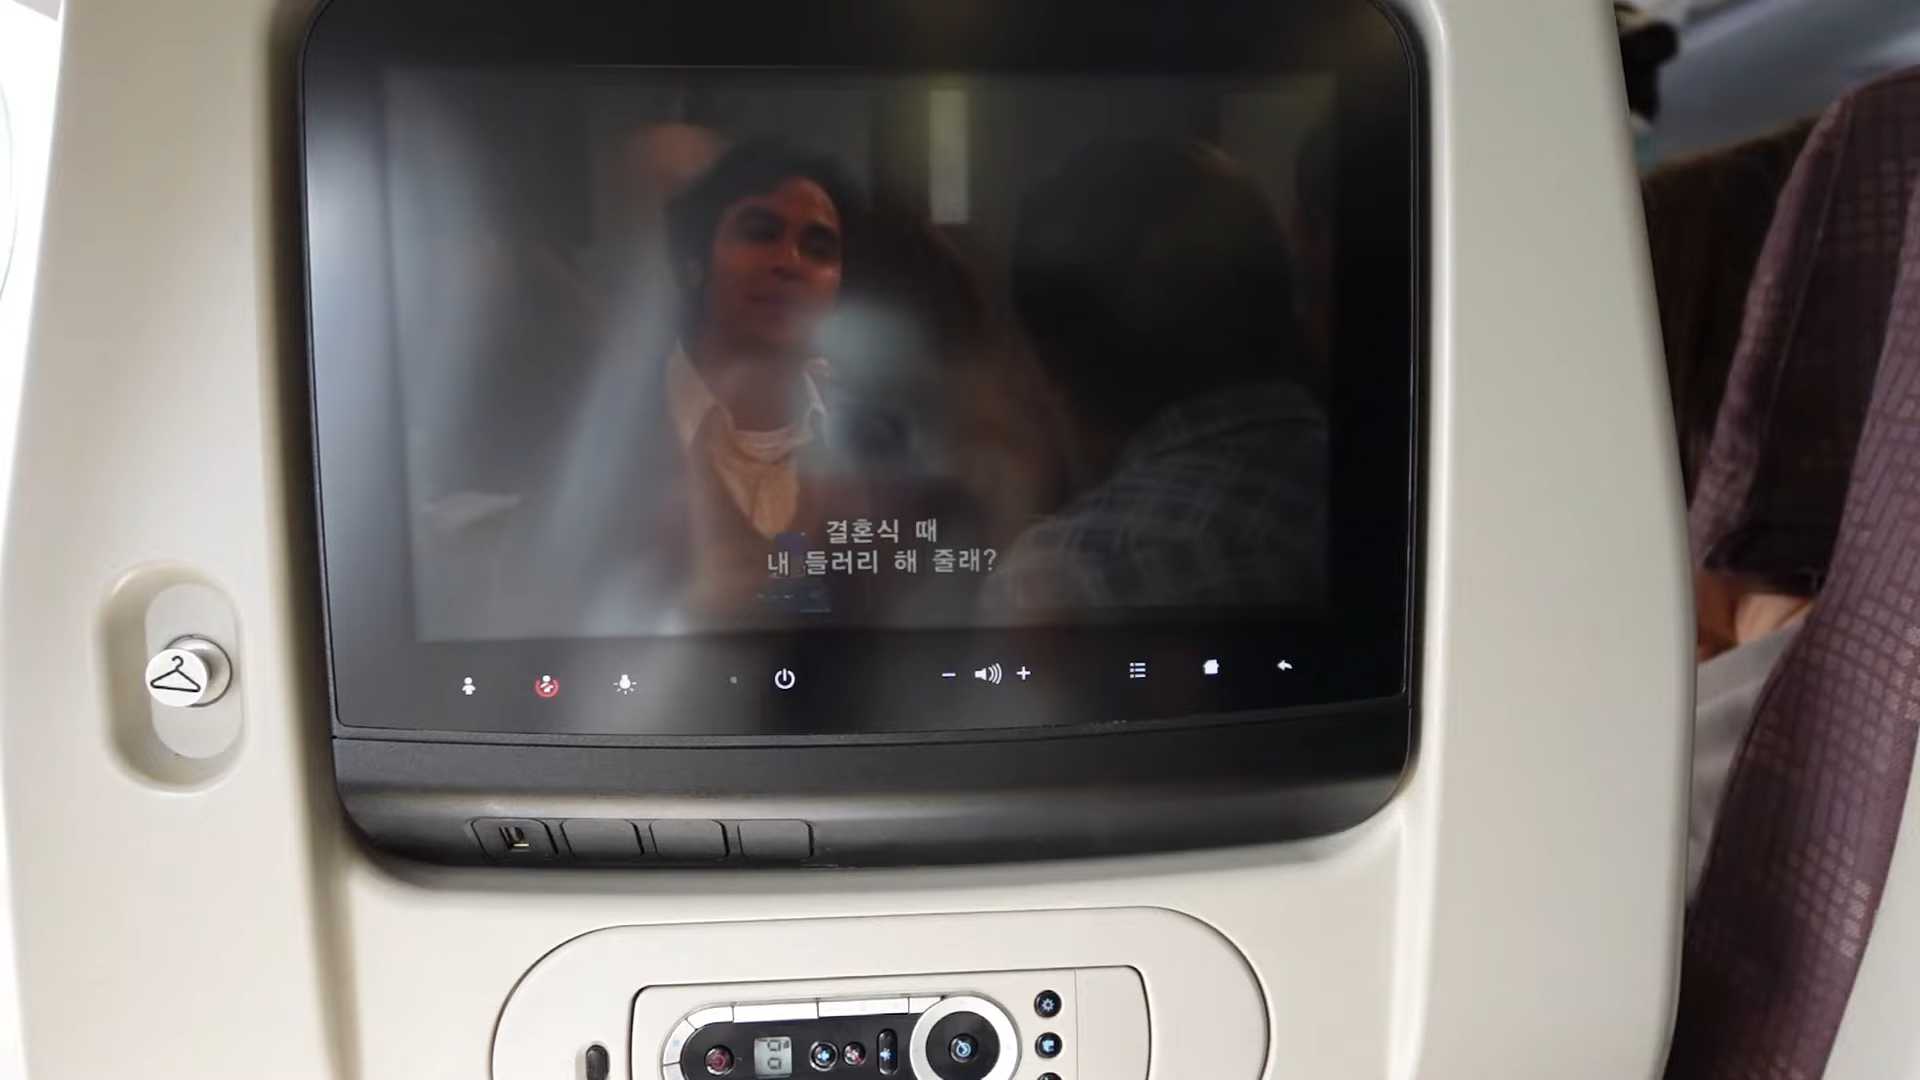 결혼식 때
내 들러리 해 줄래?